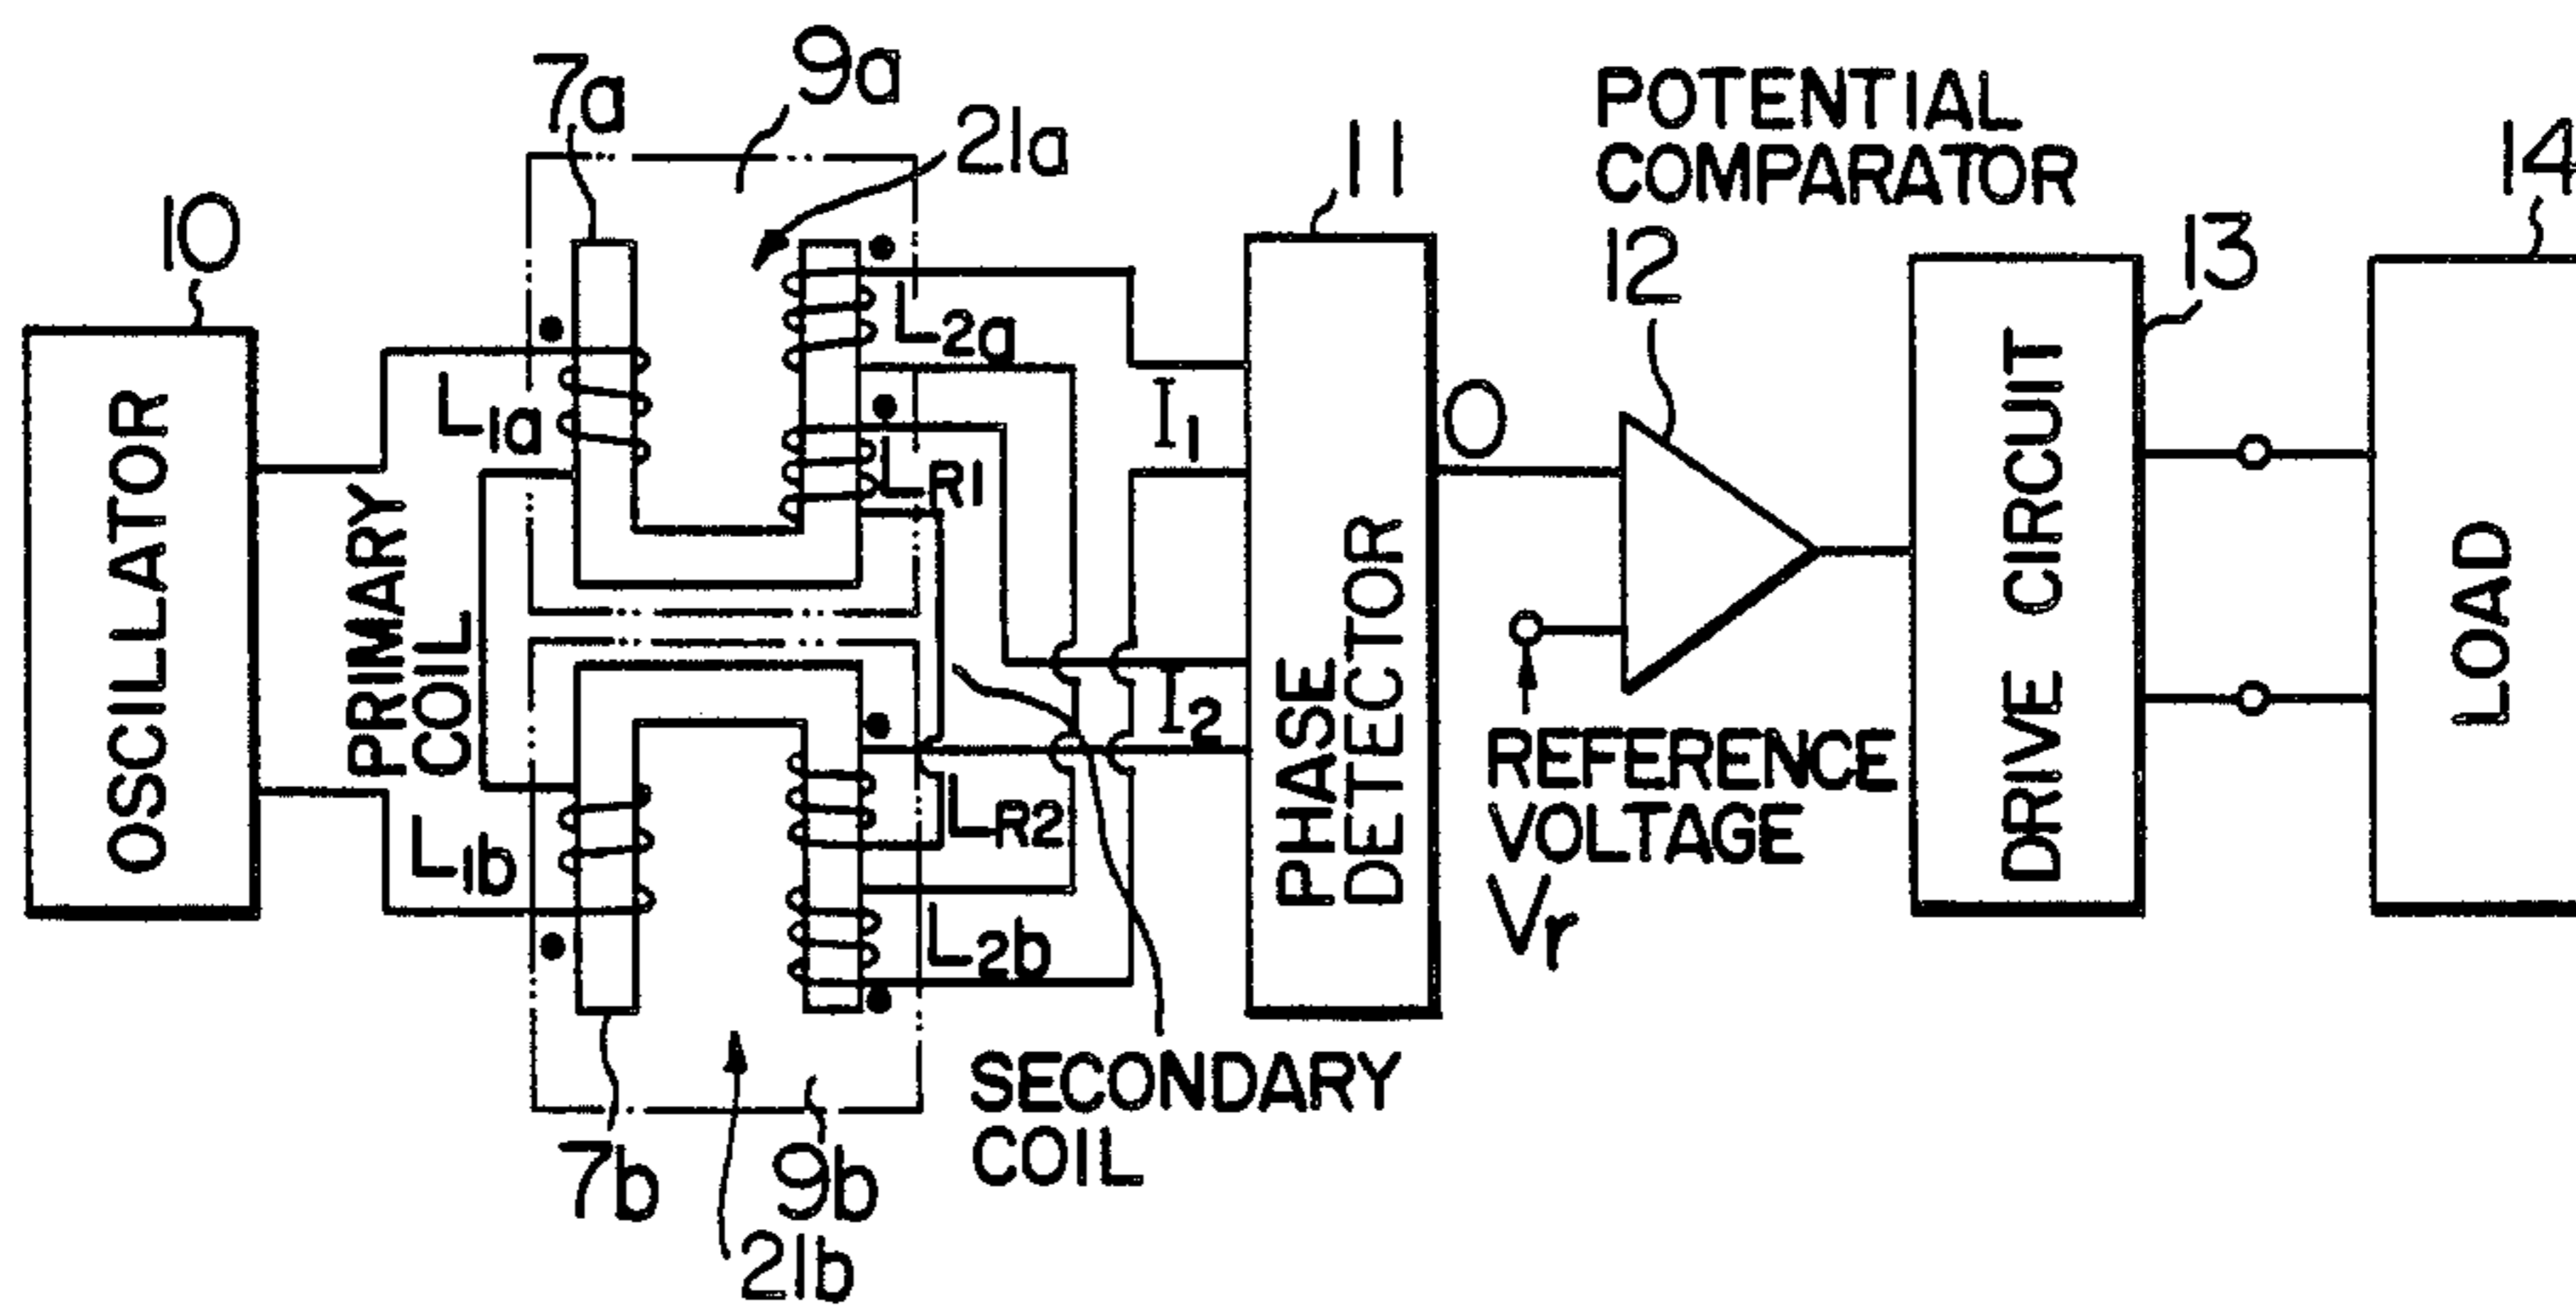 10
OSCILLATOR
7a
9a
21a
L1a
PRIMARY
COIL
L1b
L2a
LR1
LR2
L2b
7b
9b
21b
SECONDARY
COIL
11
I1
I2
PHASE
DETECTOR
O
POTENTIAL
COMPARATOR
12
REFERENCE
VOLTAGE
Vr
13
DRIVE CIRCUIT
14
LOAD